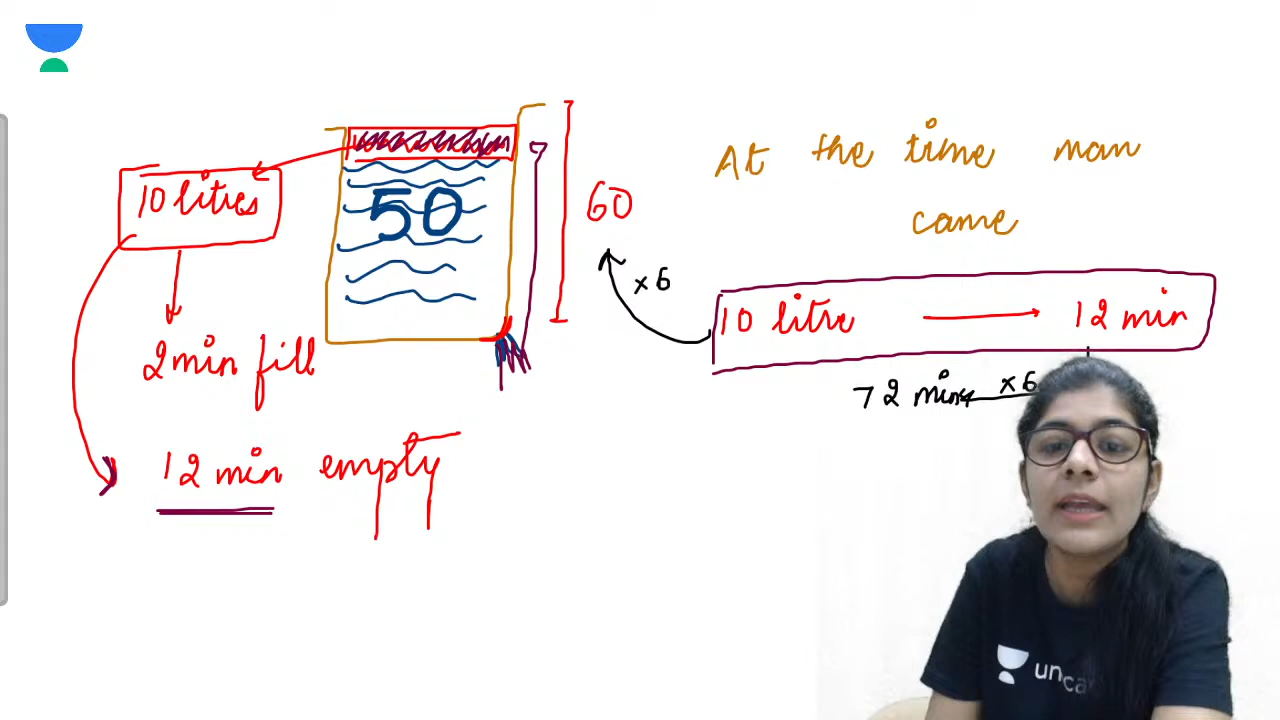 10 litres
50
60
At the time man
came
x 6
10 litre 12 min
2 min fill
72 min x 6
12 min empty